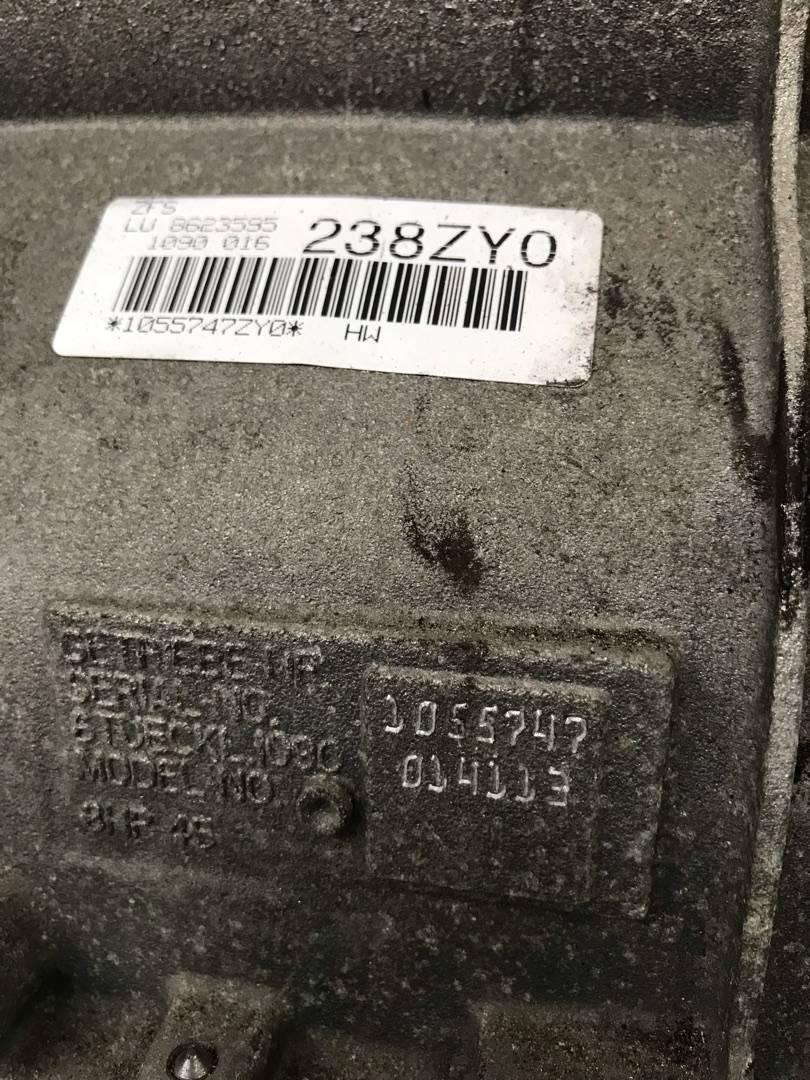 ZFS
LU 8623595
1090 016
238ZY0
*1055747ZY0* HW
GETRIEBE NR.
SERIAL-NO.
STUECKL.1090
MODEL-NO.
8HP 45
1055747
014113